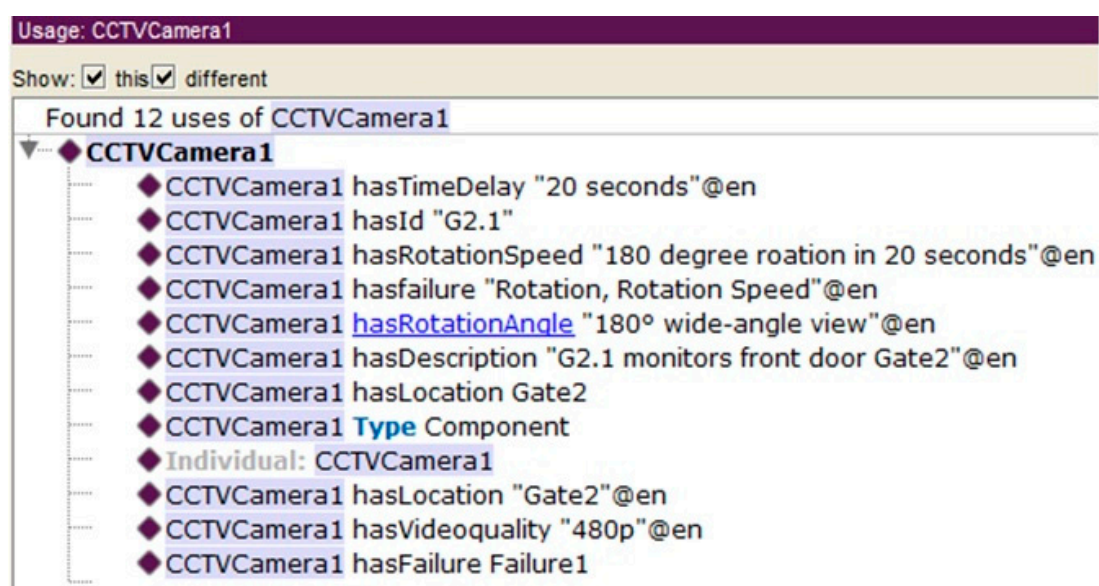 Usage: CCTVCamera1
Show: this different
Found 12 uses of CCTVCamera1
CCTVCamera1
CCTVCamera1 hasTimeDelay "20 seconds"@en
CCTVCamera1 hasId "G2.1"
CCTVCamera1 hasRotationSpeed "180 degree roation in 20 seconds"@en
CCTVCamera1 hasfailure "Rotation, Rotation Speed"@en
CCTVCamera1 hasRotationAngle "180º wide-angle view"@en
CCTVCamera1 hasDescription "G2.1 monitors front door Gate2"@en
CCTVCamera1 hasLocation Gate2
CCTVCamera1 Type Component
Individual: CCTVCamera1
CCTVCamera1 hasLocation "Gate2"@en
CCTVCamera1 hasVideoquality "480p"@en
CCTVCamera1 hasFailure Failure1